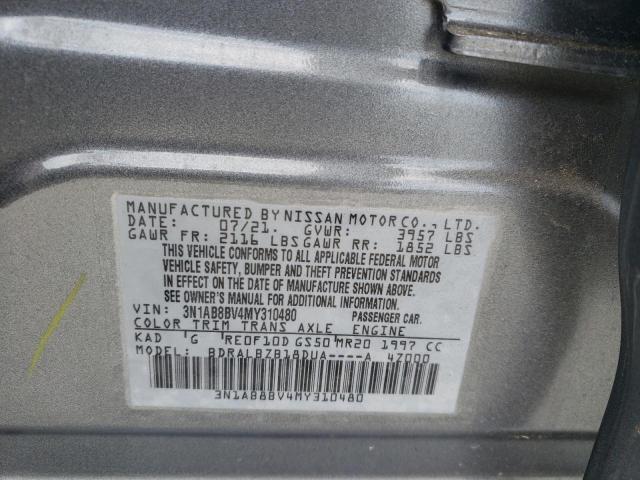 MANUFACTURED BY NISSAN MOTOR CO., LTD.
DATE: 07/21. GVWR: 3957 LBS
GAWR FR: 2116 LBS GAWR RR: 1852 LBS
THIS VEHICLE CONFORMS TO ALL APPLICABLE FEDERAL MOTOR
VEHICLE SAFETY, BUMPER AND THEFT PREVENTION STANDARDS
IN EFFECT ON THE DATE OF MANUFACTURE SHOWN ABOVE.
SEE OWNER'S MANUAL FOR ADDITIONAL INFORMATION
VIN: 3N1AB8BV4MY310480 PASSENGER CAR.
COLOR TRIM TRANS AXLE ENGINE
KAD G RE0F10D GS50 MR20 1997 CC
MODEL: BDRALBZB18DUA----A 4Z000
3N1AB8BV4MY310480